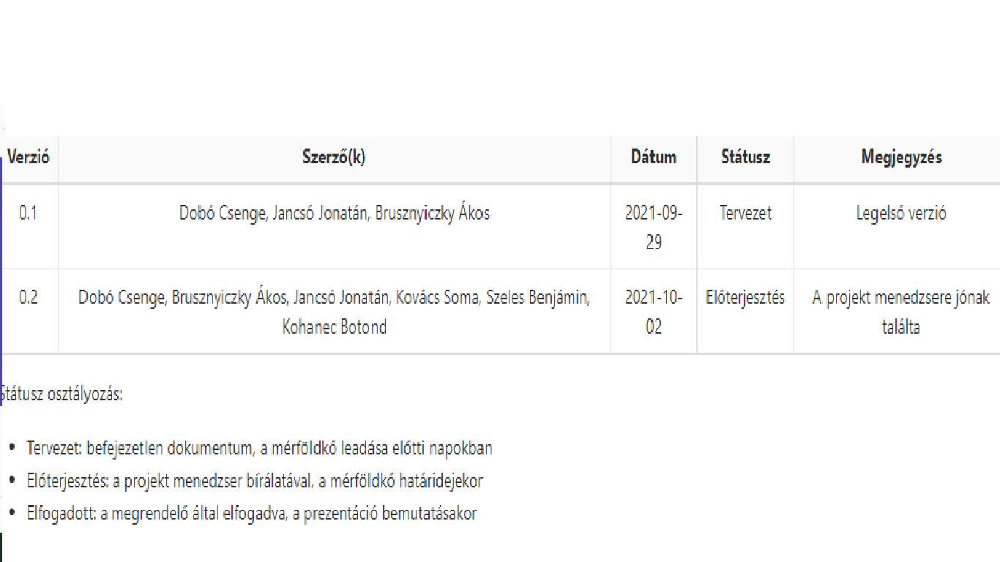 Verzió Szerző(k) Dátum Státusz Megjegyzés
0.1 Dobó Csenge, Jancsó Jonatán, Brusznyiczky Ákos 2021-09- Tervezet Legelső verzió
29
0.2 Dobó Csenge, Brusznyiczky Ákos, Jancsó Jonatán, Kovács Soma, Szeles Benjámin, 2021-10- Előterjesztés A projekt menedzsere jónak
Kohanec Botond 02 találta
Státusz osztályozás:
• Tervezet: befejezetlen dokumentum, a mérföldkő leadása előtti napokban
• Előterjesztés: a projekt menedzser bírálatával, a mérföldkő határidejekor
• Elfogadott: a megrendelő által elfogadva, a prezentáció bemutatásakor